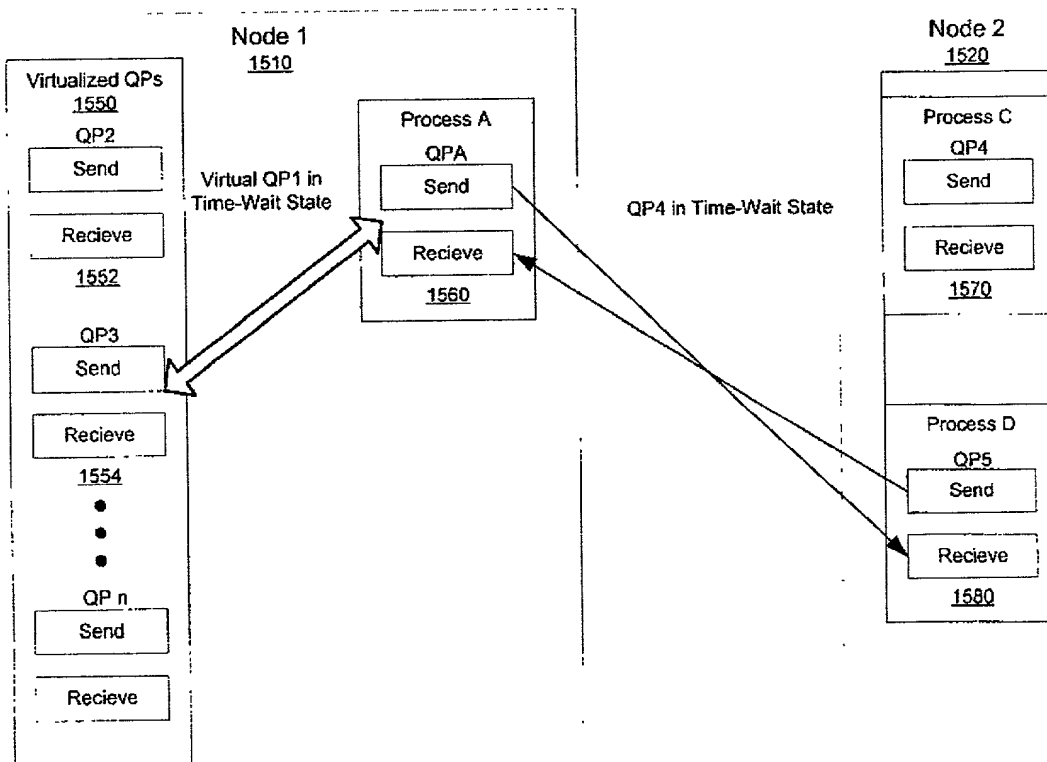 Node 1
1510
Node 2
1520
Virtualized QPs
1550
QP2
Send
Recieve
1552
QP3
Send
Recieve
1554
QP n
Send
Recieve
Virtual QP1 in
Time-Wait State
Process A
QPA
Send
Recieve
1560
QP4 in Time-Wait State
Process C
QP4
Send
Recieve
1570
Process D
QP5
Send
Recieve
1580